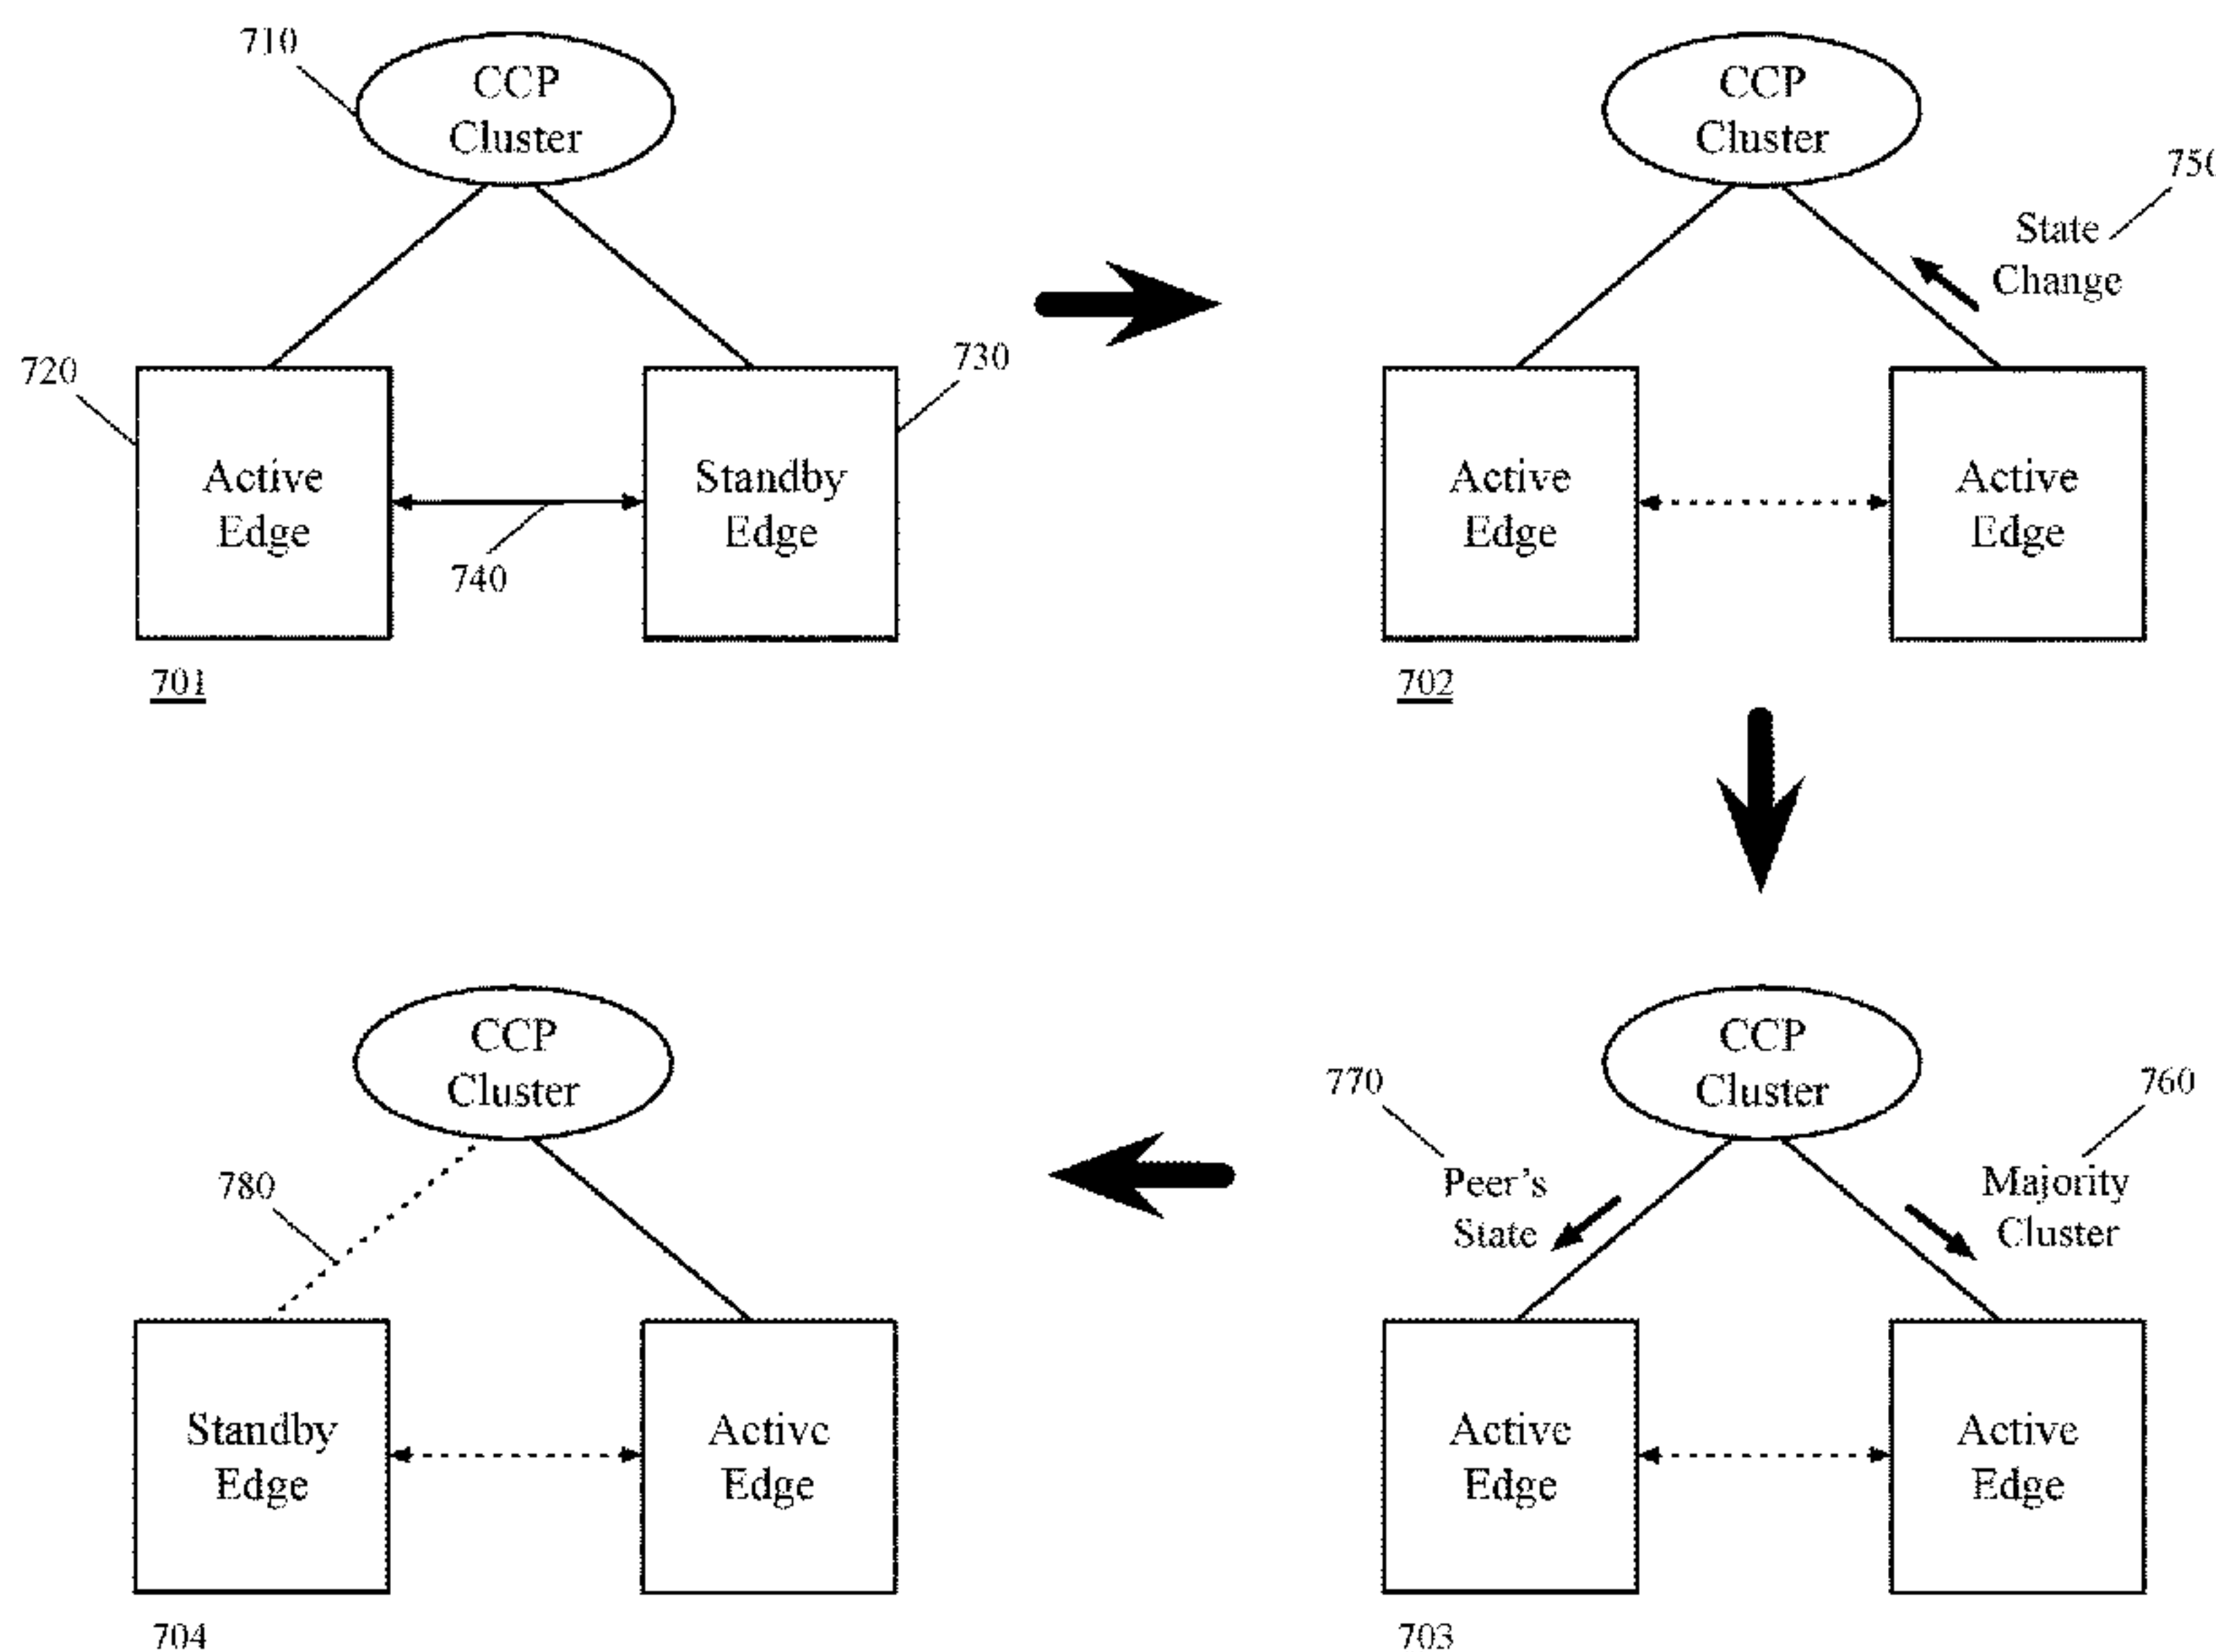 710
CCP
Cluster
720
730
Active
Edge
Standby
Edge
740
701
CCP
Cluster
State
Change
Active
Edge
Active
Edge
702
CCP
Cluster
770
760
Peer's
State
Majority
Cluster
Active
Edge
Active
Edge
703
CCP
Cluster
780
Standby
Edge
Active
Edge
704